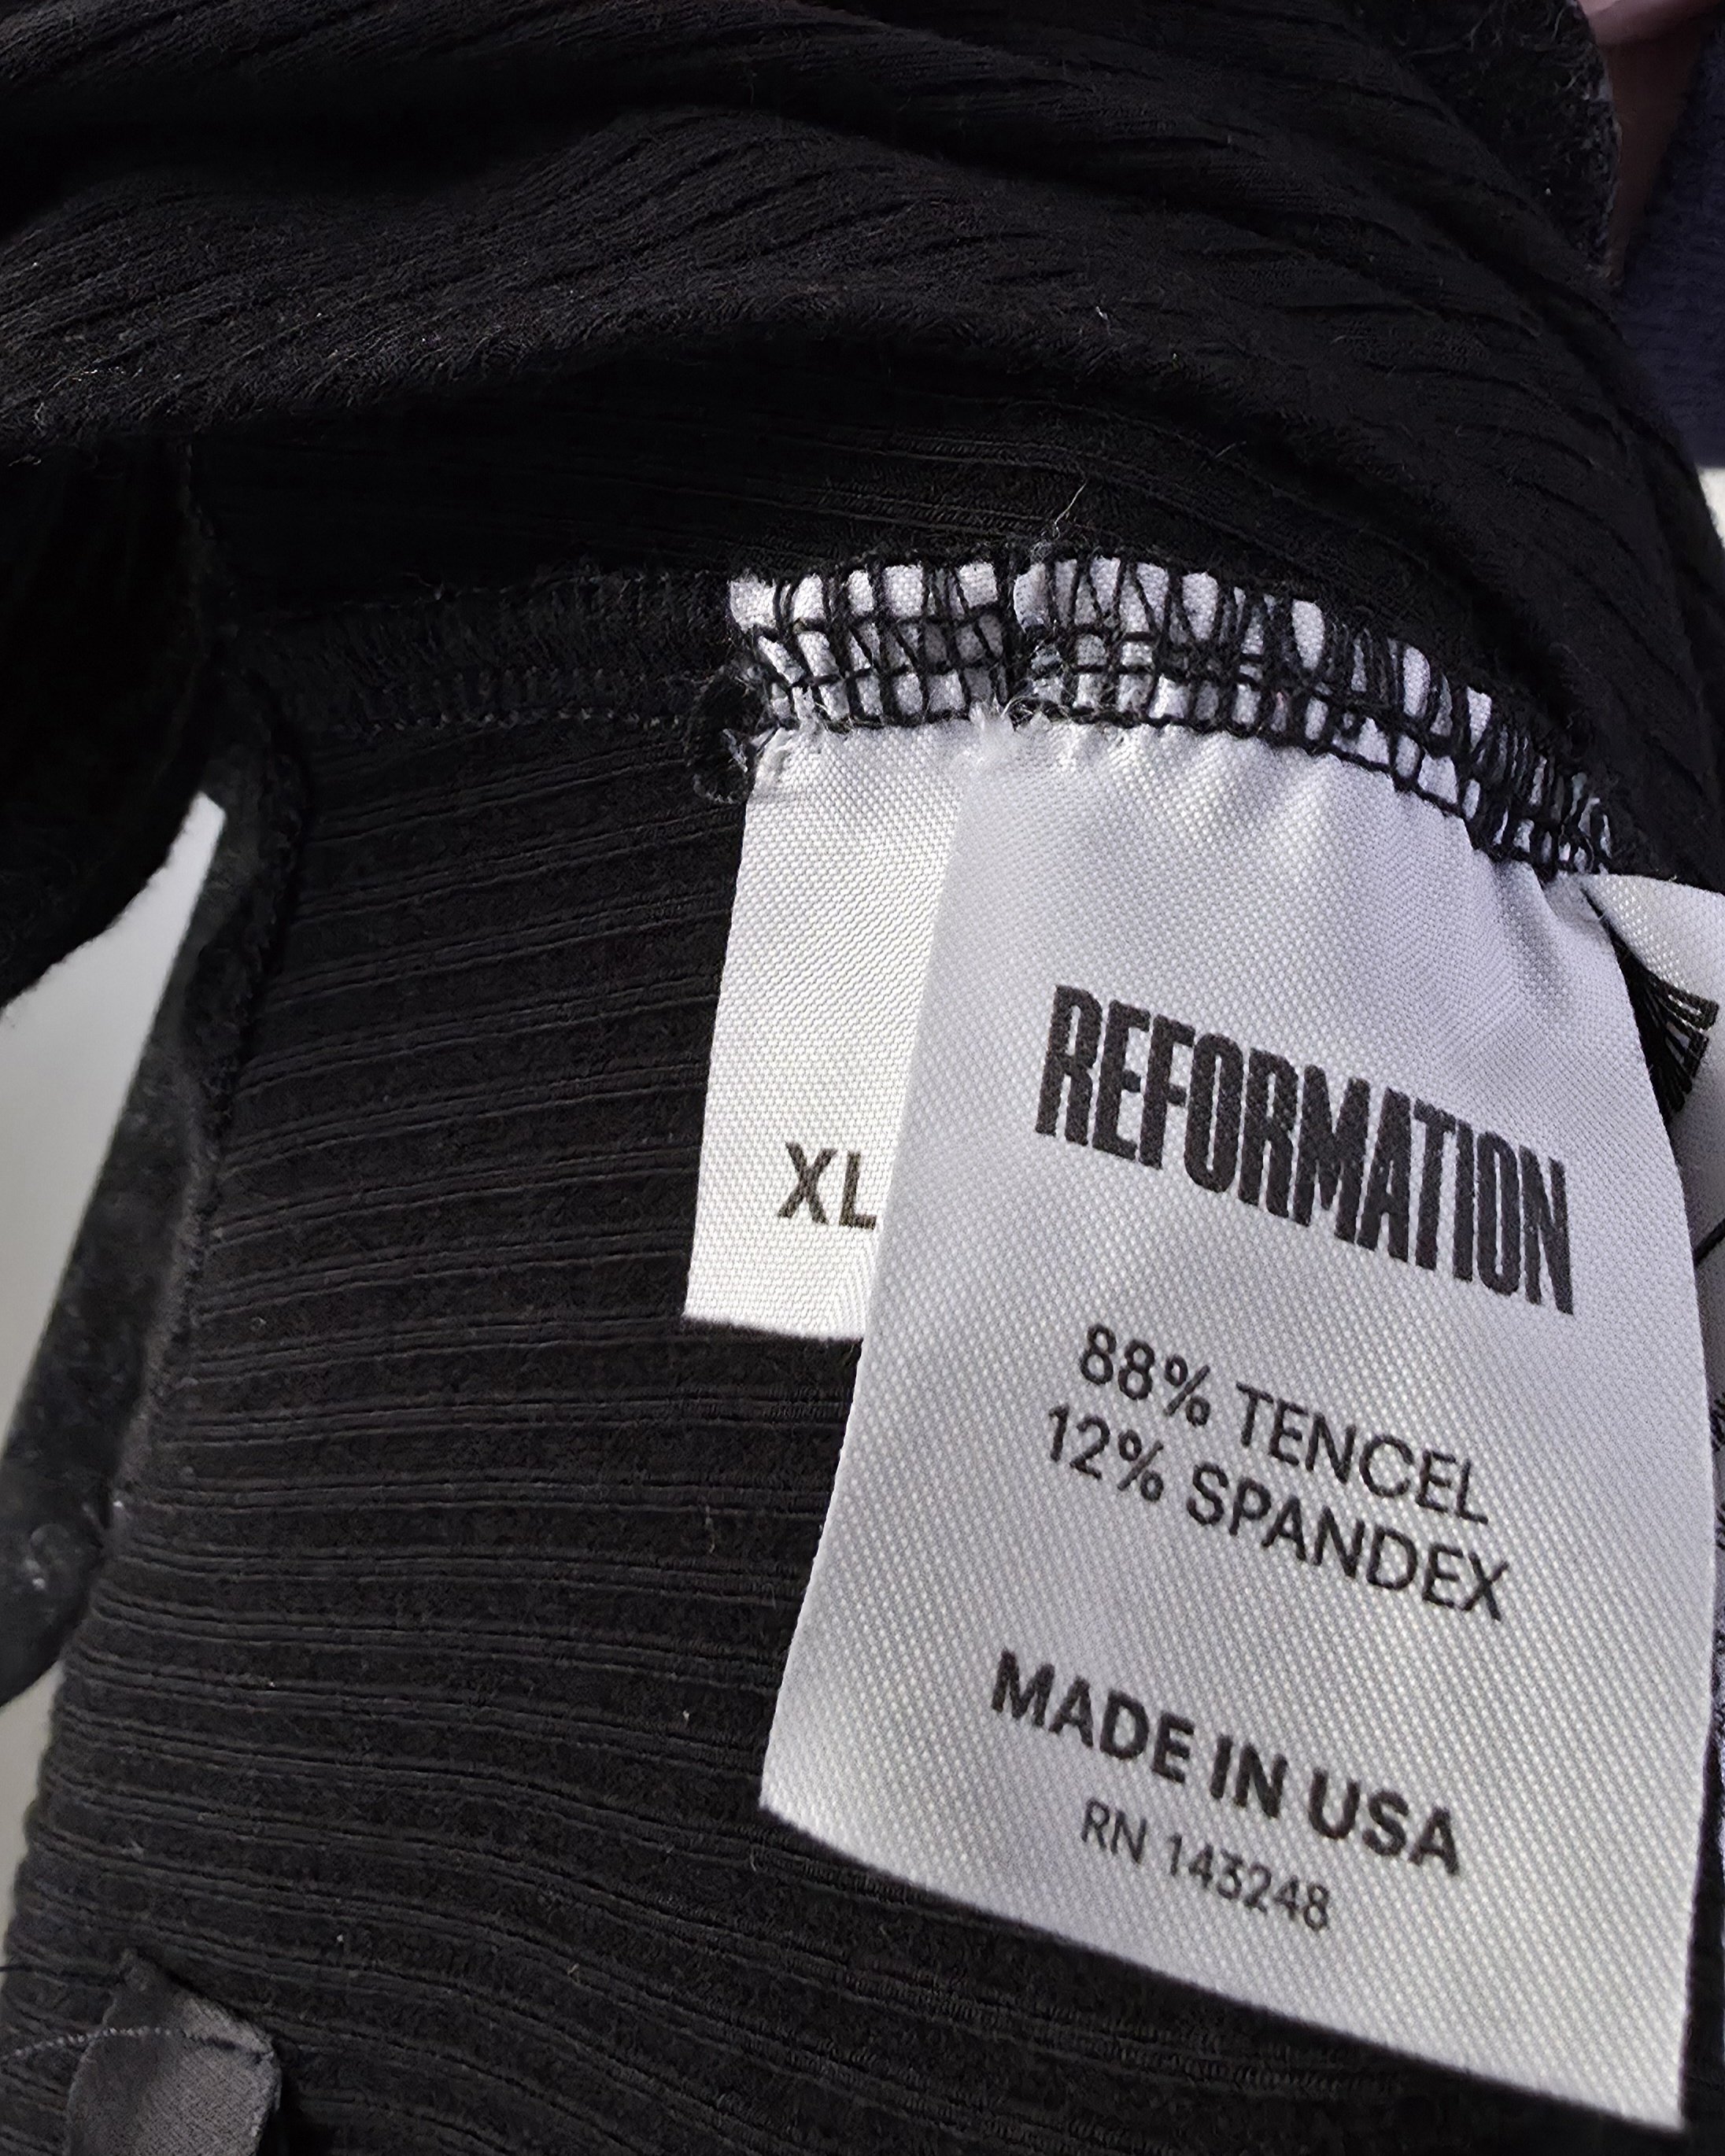 XL
REFORMATION
88% TENCEL
12% SPANDEX
MADE IN USA
RN 143248